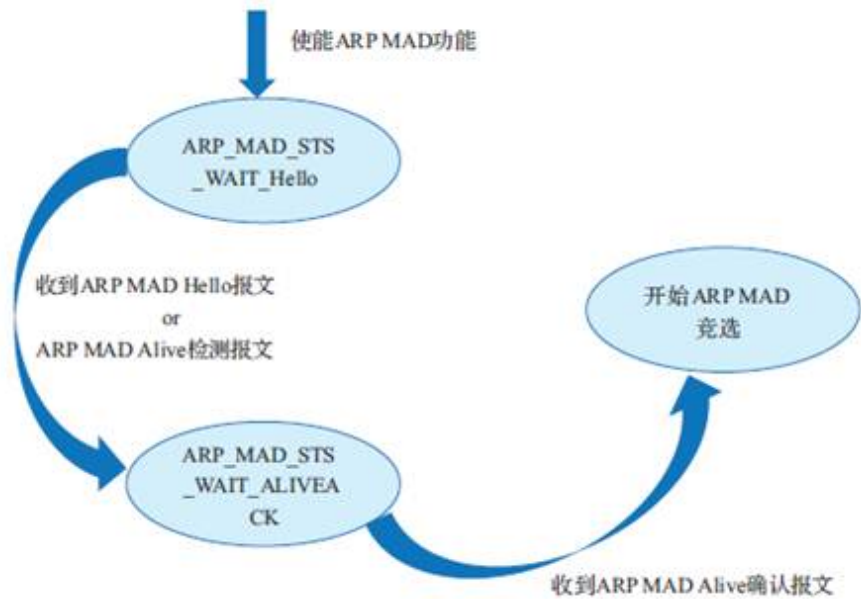 使能ARP MAD功能
ARP_MAD_STS
_WAIT_Hello
收到ARP MAD Hello报文
or
ARP MAD Alive检测报文
开始ARP MAD
竞选
ARP_MAD_STS
_WAIT_ALIVEA
CK
收到ARP MAD Alive确认报文